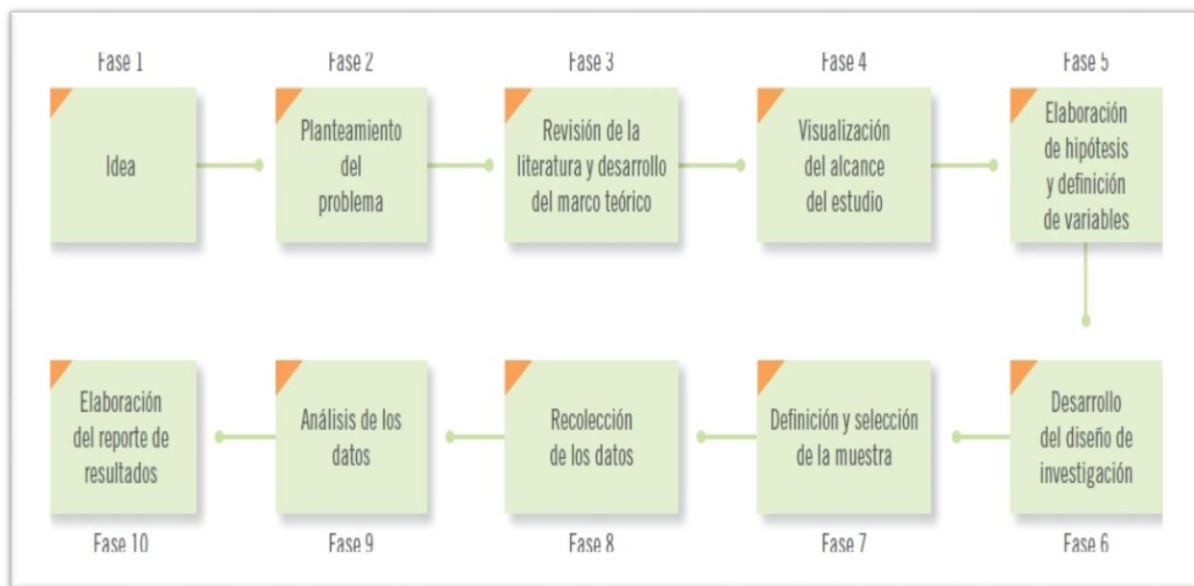 Fase 1
Idea
Fase 2
Planteamiento
del
problema
Fase 3
Revisión de la
literatura y desarrollo
del marco teórico
Fase 4
Visualización
del alcance
del estudio
Fase 5
Elaboración
de hipótesis
y definición
de variables
Desarrollo
del diseño de
investigación
Fase 6
Definición y selección
de la muestra
Fase 7
Recolección
de los datos
Fase 8
Análisis de los
datos
Fase 9
Elaboración
del reporte de
resultados
Fase 10